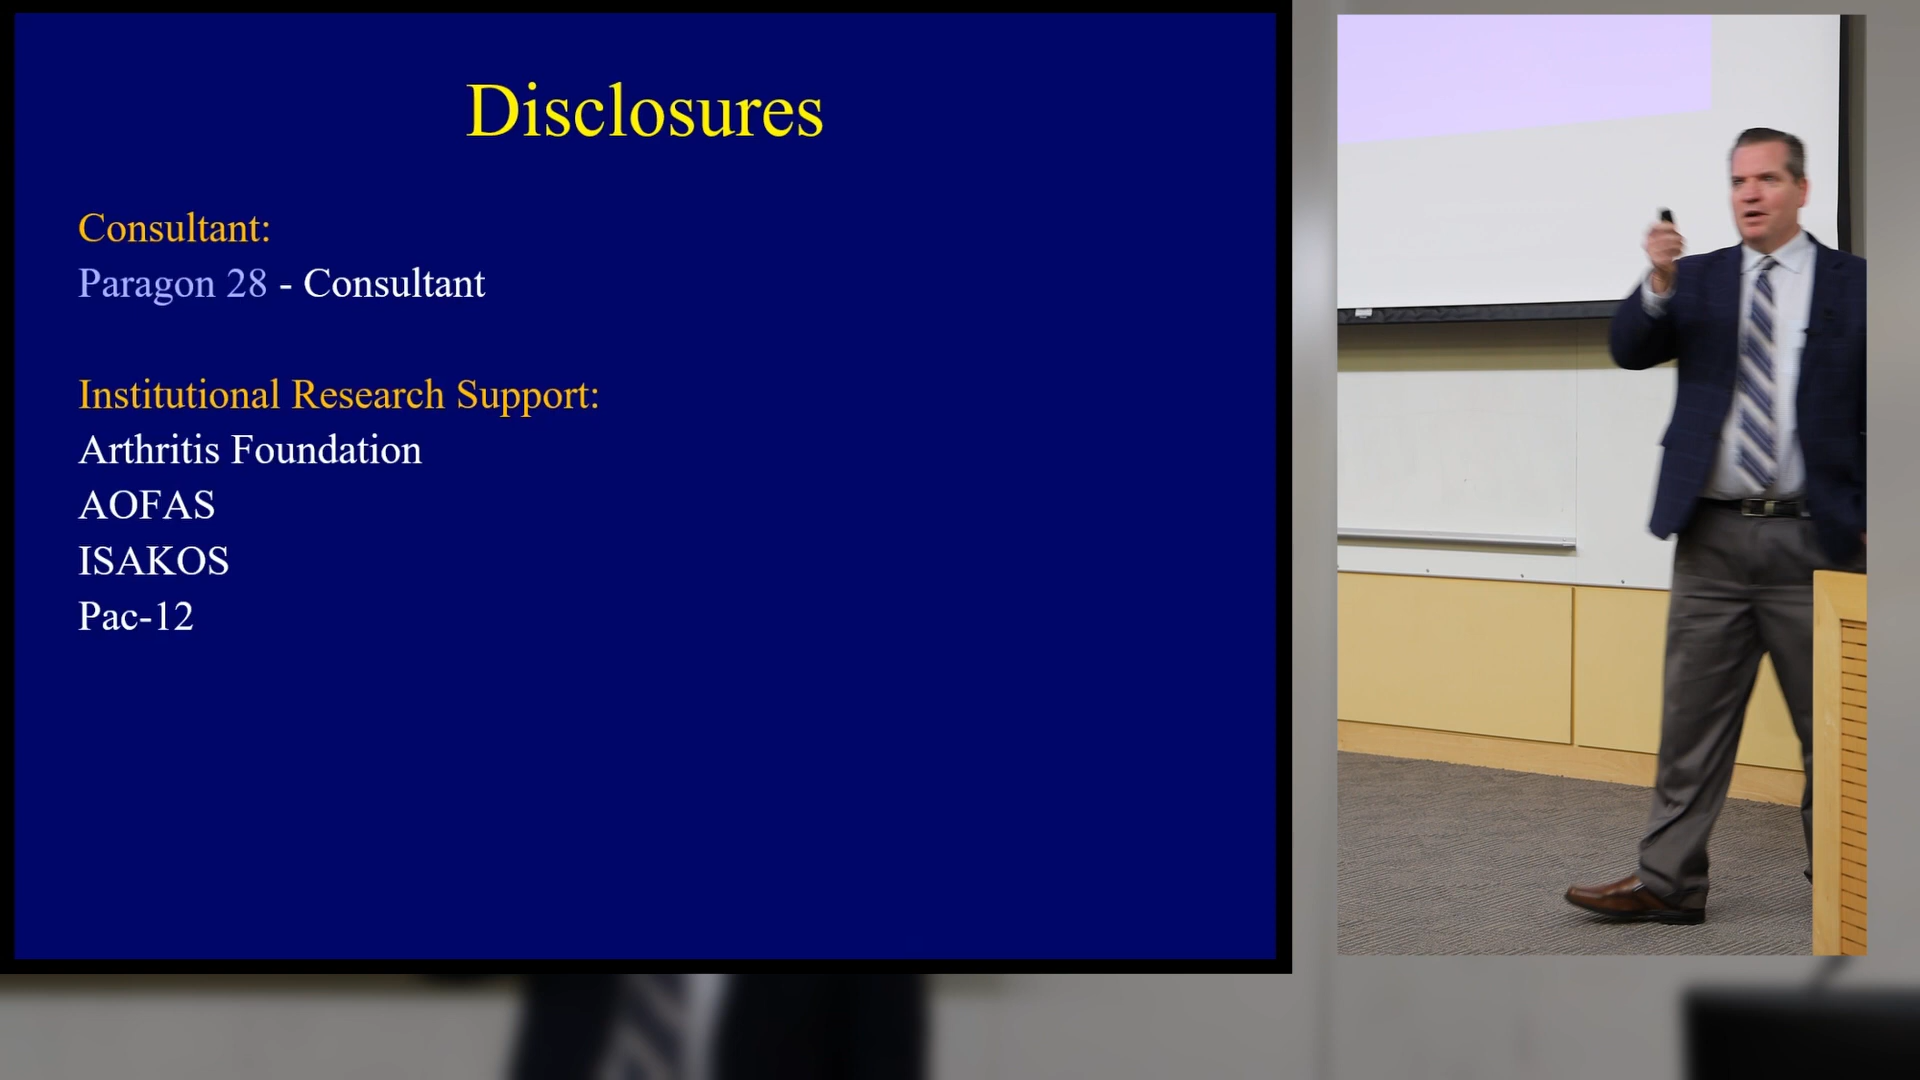 Disclosures
Consultant:
Paragon 28 - Consultant
Institutional Research Support:
Arthritis Foundation
AOFAS
ISAKOS
Pac-12